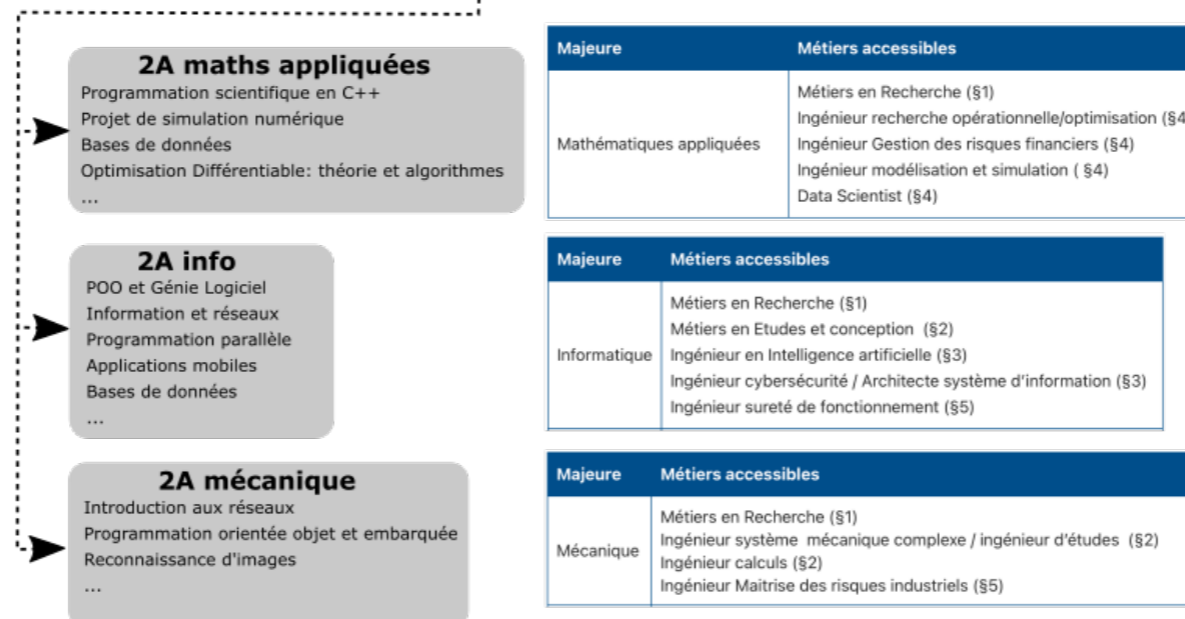 2A maths appliquées
Programmation scientifique en C++
Projet de simulation numérique
Bases de données
Optimisation Différentiable: théorie et algorithmes
...
Majeure Métiers accessibles
Mathématiques appliquées
Métiers en Recherche (§1)
Ingénieur recherche opérationnelle/optimisation (§4
Ingénieur Gestion des risques financiers (§4)
Ingénieur modélisation et simulation ( §4)
Data Scientist (§4)
2A info
POO et Génie Logiciel
Information et réseaux
Programmation parallèle
Applications mobiles
Bases de données
...
Majeure Métiers accessibles
Informatique
Métiers en Recherche (§1)
Métiers en Etudes et conception (§2)
Ingénieur en Intelligence artificielle (§3)
Ingénieur cybersécurité / Architecte système d'information (§3)
Ingénieur sureté de fonctionnement (§5)
2A mécanique
Introduction aux réseaux
Programmation orientée objet et embarquée
Reconnaissance d'images
...
Majeure Métiers accessibles
Mécanique
Métiers en Recherche (§1)
Ingénieur système mécanique complexe / ingénieur d'études (§2)
Ingénieur calculs (§2)
Ingénieur Maitrise des risques industriels (§5)